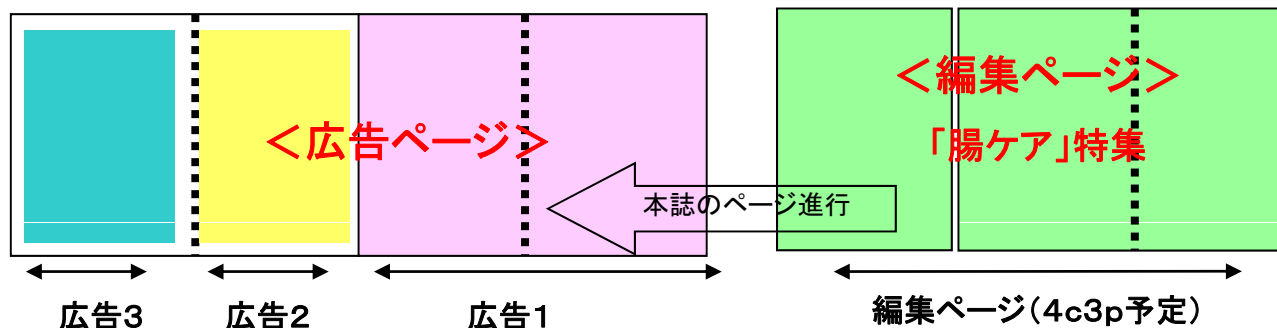 <編集ページ>
「腸ケア」特集
<広告ページ>
本誌のページ進行
広告3
広告2
広告1
編集ページ(4c3p予定)